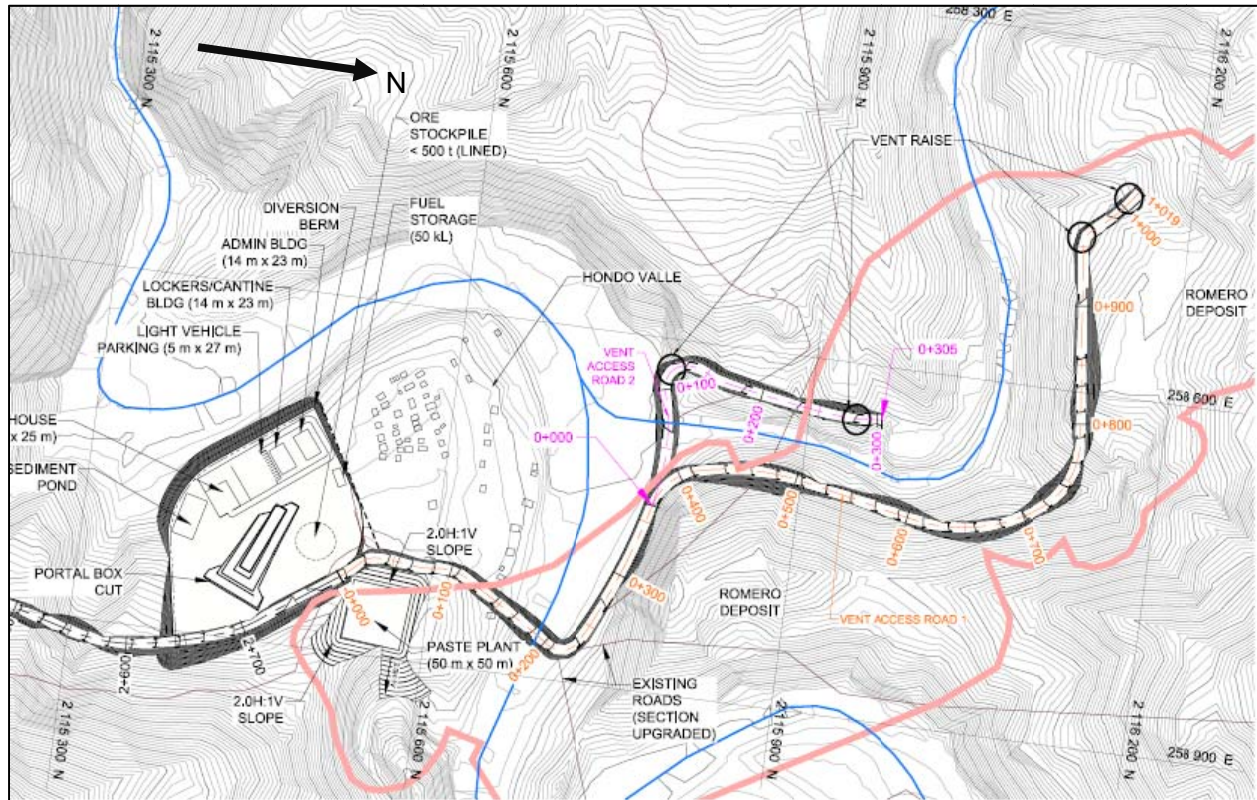 258 300 E
2 115 300 N
2 115 600 N
2 115 900 N
2 116 200 N
N
ORE
STOCKPILE
< 500 t (LINED)
VENT RAISE
DIVERSION
BERM
FUEL
STORAGE
(50 kL)
ADMIN BLDG
(14 m x 23 m)
LOCKERS/CANTINE
BLDG (14 m x 23 m)
LIGHT VEHICLE
PARKING (5 m x 27 m)
HONDO VALLE
1+019
1+000
ROMERO
DEPOSIT
0+900
VENT
ACCESS
ROAD 2
0+305
0+100
258 600 E
0+200
0+800
0+300
0+000
HOUSE
x 25 m)
SEDIMENT
POND
0+400
0+500
0+600
0+700
2.0H:1V
SLOPE
PORTAL BOX
CUT
0+000
0+100
0+300
ROMERO
DEPOSIT
VENT ACCESS ROAD 1
PASTE PLANT
(50 m x 50 m)
0+200
2+600
2+700
2.0H:1V
SLOPE
EXISTING
ROADS
(SECTION
UPGRADED)
2 115 300 N
2 118 600 N
2 115 900 N
2 118 200 N
258 900 E